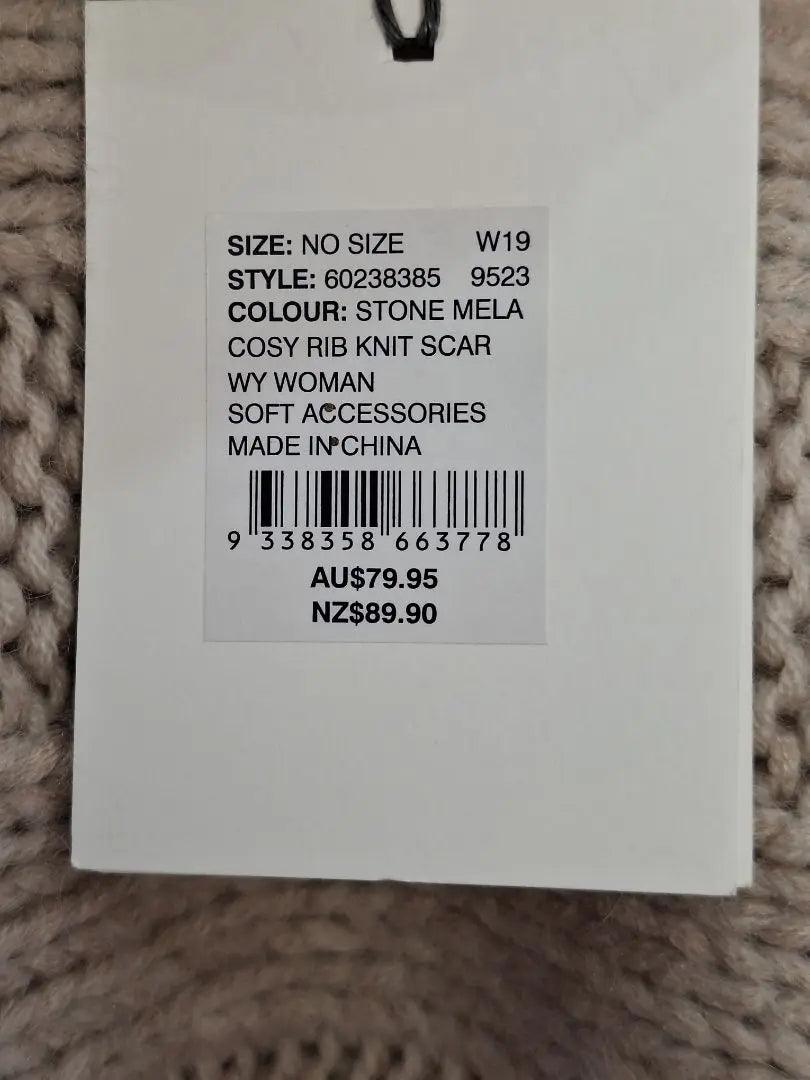 SIZE: NO SIZE W19
STYLE: 60238385 9523
COLOUR: STONE MELA
COSY RIB KNIT SCAR
WY WOMAN
SOFT ACCESSORIES
MADE IN CHINA
9 338358 663778
AU$79.95
NZ$89.90